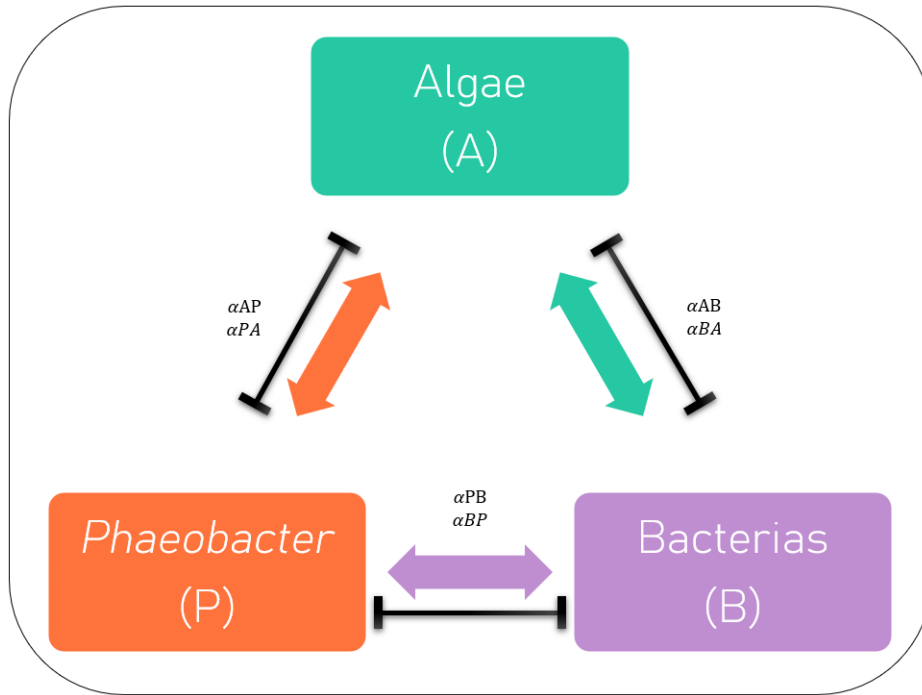 Algae
(A)
αAP
αPA
αAB
αBA
αPB
αBP
Phaeobacter
(P)
Bacterias
(B)